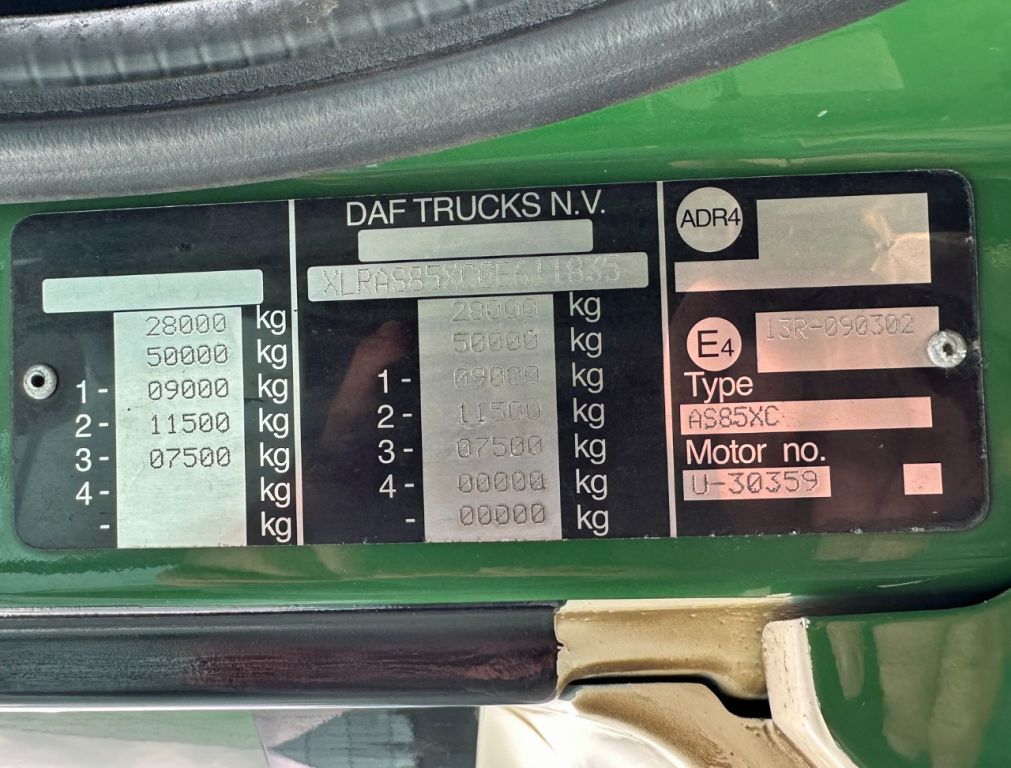 28000 kg
50000 kg
1- 09000 kg
2- 11500 kg
3- 07500 kg
4- kg
- kg
DAF TRUCKS N.V.
XLRAS85XC0E611835
28000 kg
50000 kg
1- 09000 kg
2- 11500 kg
3- 07500 kg
4- 00000 kg
- 00000 kg
ADR4
E4 13R-090302
Type
AS85XC
Motor no.
U-30359